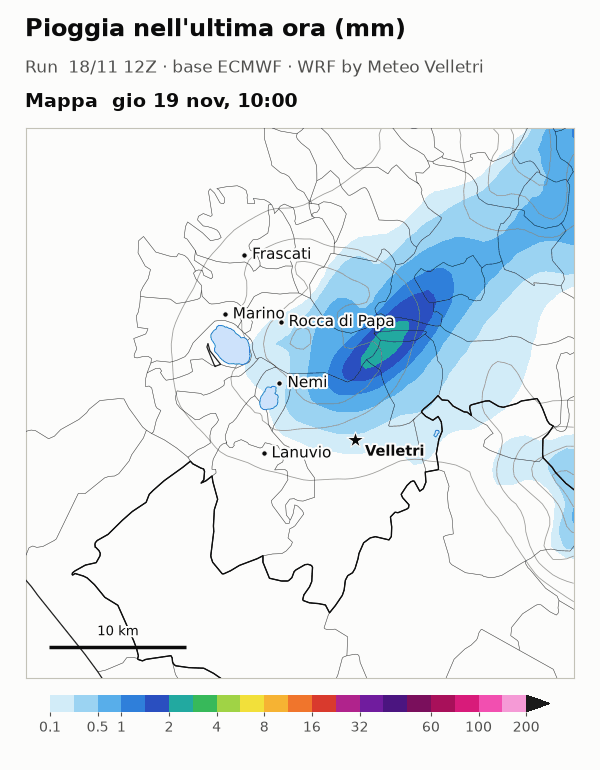 Pioggia nell'ultima ora (mm)
Run 18/11 12Z · base ECMWF · WRF by Meteo Velletri
Mappa gio 19 nov, 10:00
Frascati
Marino
Rocca di Papa
Nemi
Velletri
Lanuvio
10 km
0.1 0.5 1 2 4 8 16 32 60 100 200